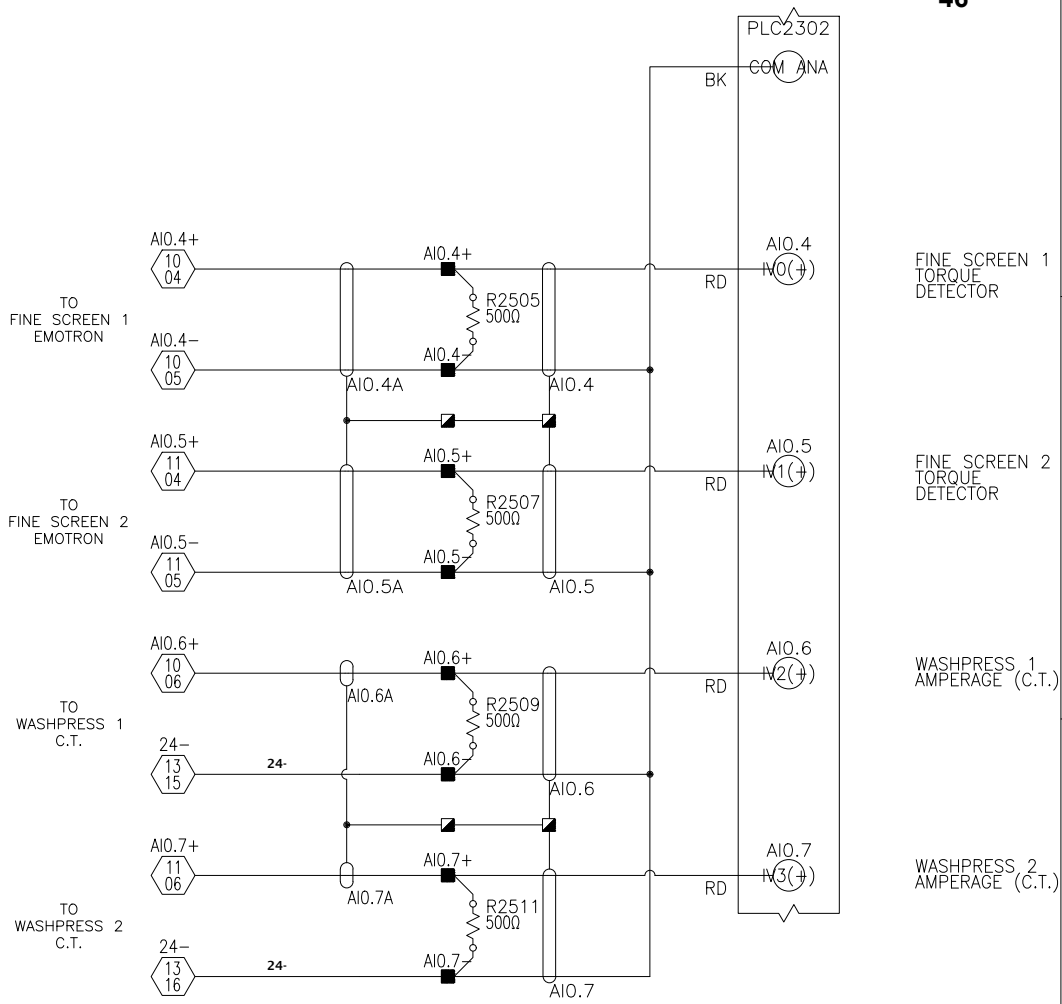 46
PLC2302
COM ANA
BK
AI0.4+
10
04
AI0.4+
R2505
500Ω
AI0.4
IV0(+)
RD
FINE SCREEN 1
TORQUE
DETECTOR
TO
FINE SCREEN 1
EMOTRON
AI0.4-
10
05
AI0.4-
AI0.4A
AI0.4
AI0.5+
11
04
AI0.5+
R2507
500Ω
AI0.5
IV1(+)
RD
FINE SCREEN 2
TORQUE
DETECTOR
TO
FINE SCREEN 2
EMOTRON
AI0.5-
11
05
AI0.5-
AI0.5A
AI0.5
AI0.6+
10
06
AI0.6A
AI0.6+
R2509
500Ω
AI0.6
IV2(+)
RD
WASHPRESS 1
AMPERAGE (C.T.)
TO
WASHPRESS 1
C.T.
24-
13
15
24-
AI0.6-
AI0.6
AI0.7+
11
06
AI0.7A
AI0.7+
R2511
500Ω
AI0.7
IV3(+)
RD
WASHPRESS 2
AMPERAGE (C.T.)
TO
WASHPRESS 2
C.T.
24-
13
16
24-
AI0.7-
AI0.7